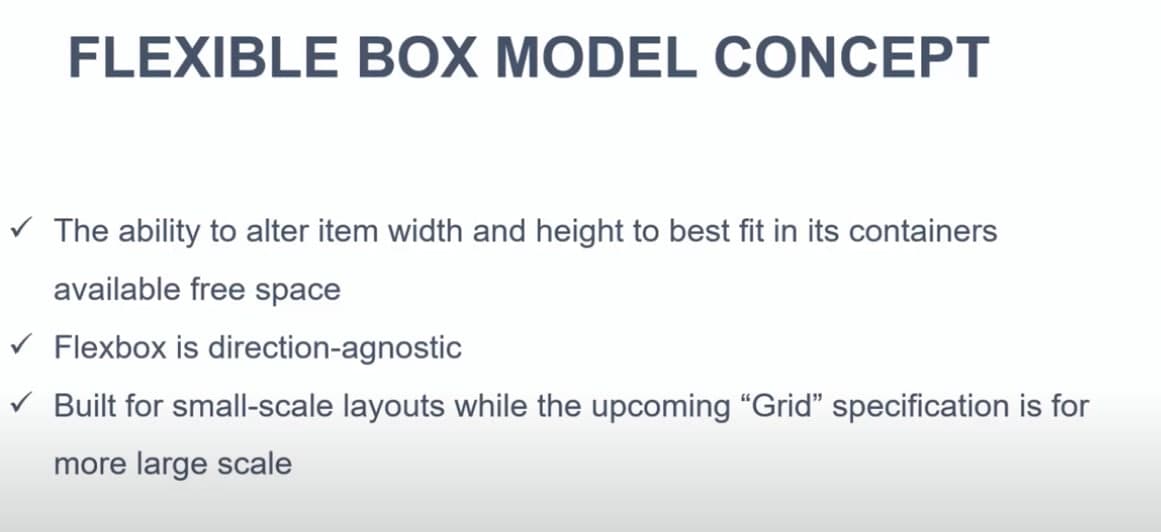 FLEXIBLE BOX MODEL CONCEPT
✓ The ability to alter item width and height to best fit in its containers
available free space
✓ Flexbox is direction-agnostic
✓ Built for small-scale layouts while the upcoming “Grid” specification is for
more large scale